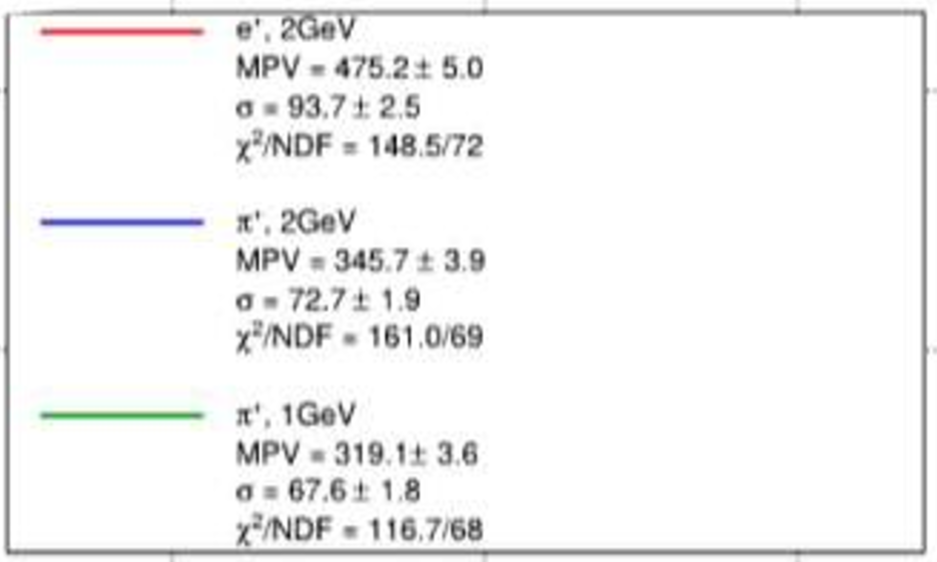 e⁺, 2GeV
MPV = 475.2 ± 5.0
σ = 93.7 ± 2.5
χ²/NDF = 148.5/72
π⁺, 2GeV
MPV = 345.7 ± 3.9
σ = 72.7 ± 1.9
χ²/NDF = 161.0/69
π⁺, 1GeV
MPV = 319.1 ± 3.6
σ = 67.6 ± 1.8
χ²/NDF = 116.7/68